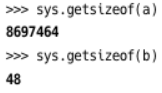 >>> sys.getsizeof(a)
8697464
>>> sys.getsizeof(b)
48